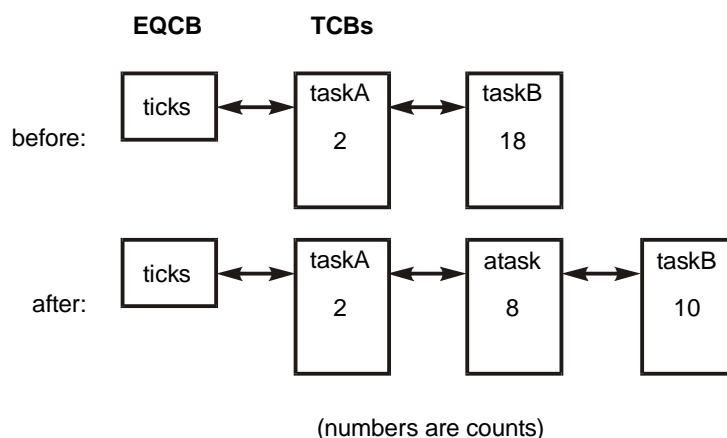 EQCB TCBs
before:
ticks taskA taskB
2 18
after:
ticks taskA atask taskB
2 8 10
(numbers are counts)